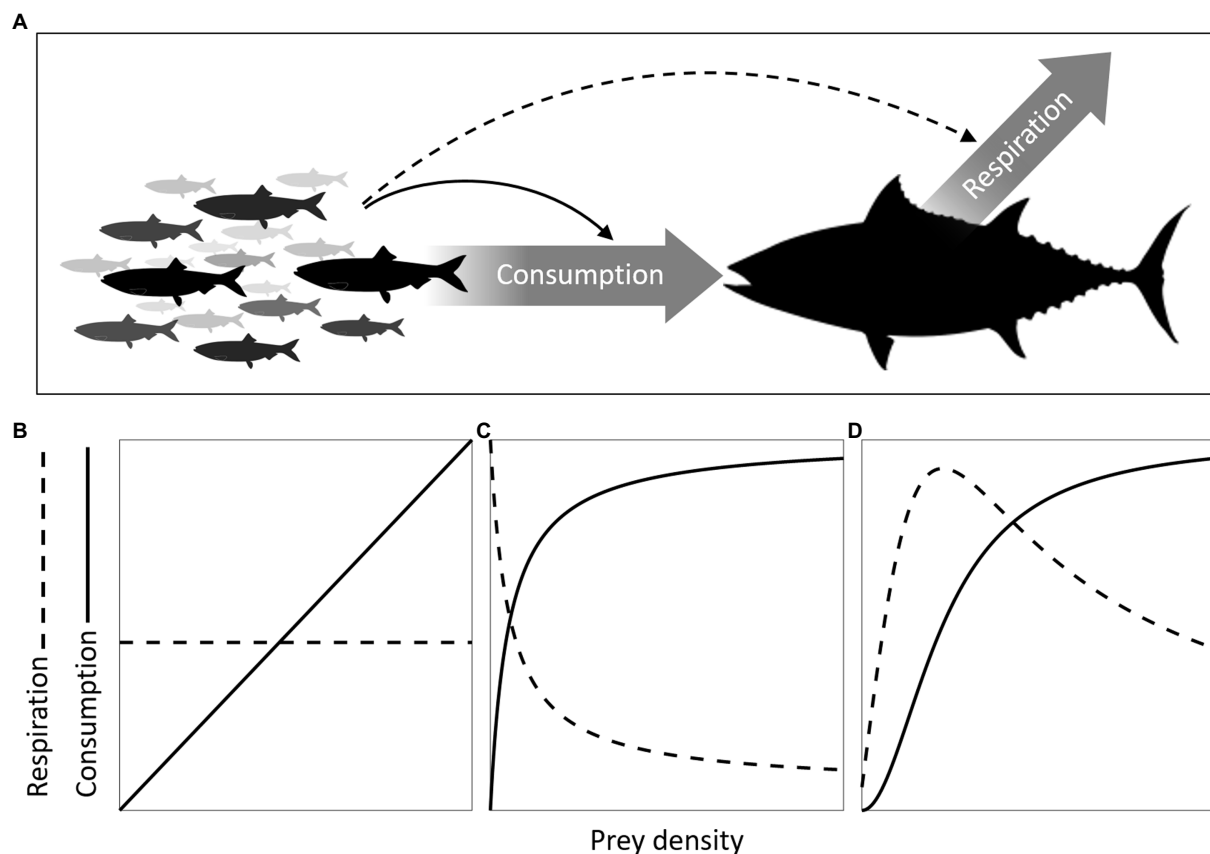 A
Respiration
Consumption
B
C
D
Respiration
Consumption
Prey density